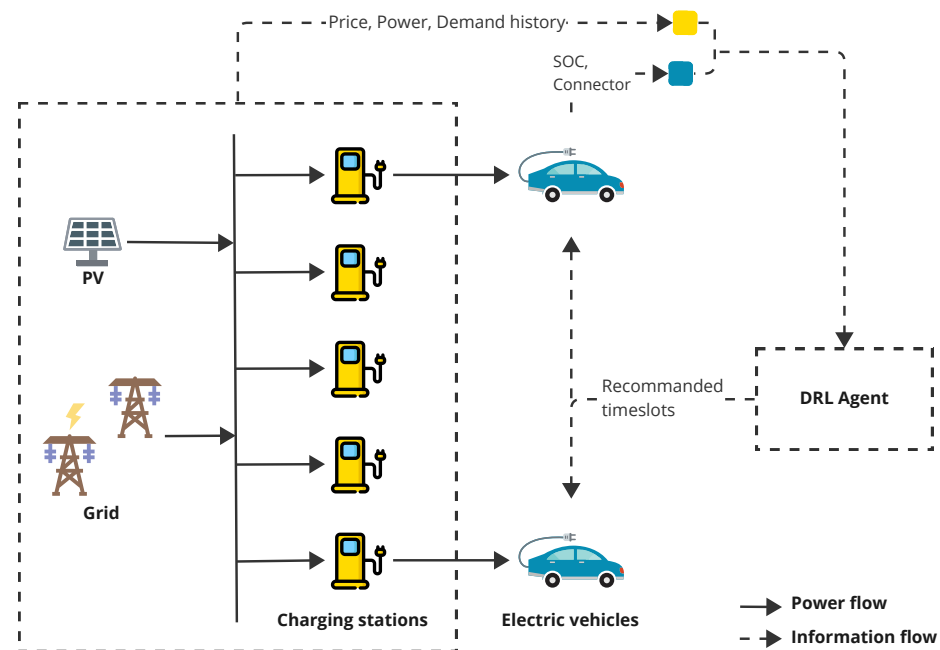 Price, Power, Demand history
SOC,
Connector
PV
Recommanded
timeslots
DRL Agent
Grid
Charging stations
Electric vehicles
Power flow
Information flow